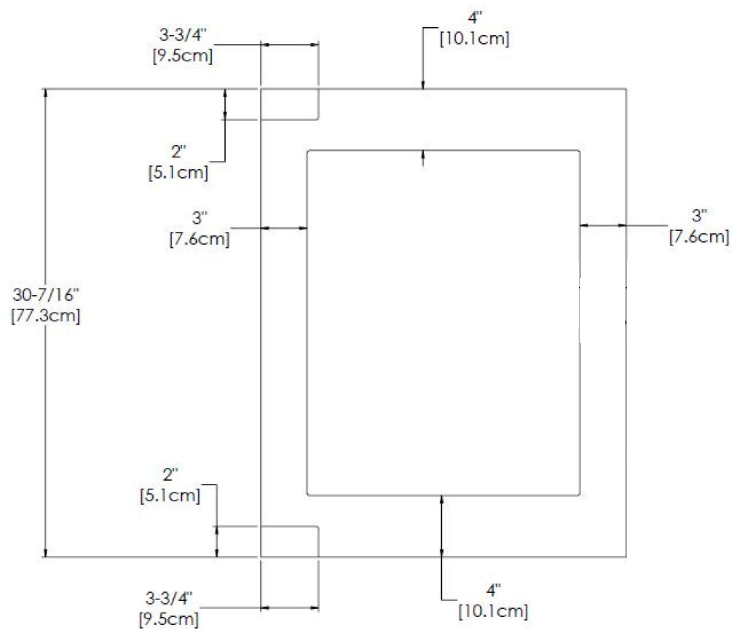 4"
[10.1cm]
3-3/4"
[9.5cm]
2"
[5.1cm]
3"
[7.6cm]
3"
[7.6cm]
30-7/16"
[77.3cm]
2"
[5.1cm]
3-3/4"
[9.5cm]
4"
[10.1cm]